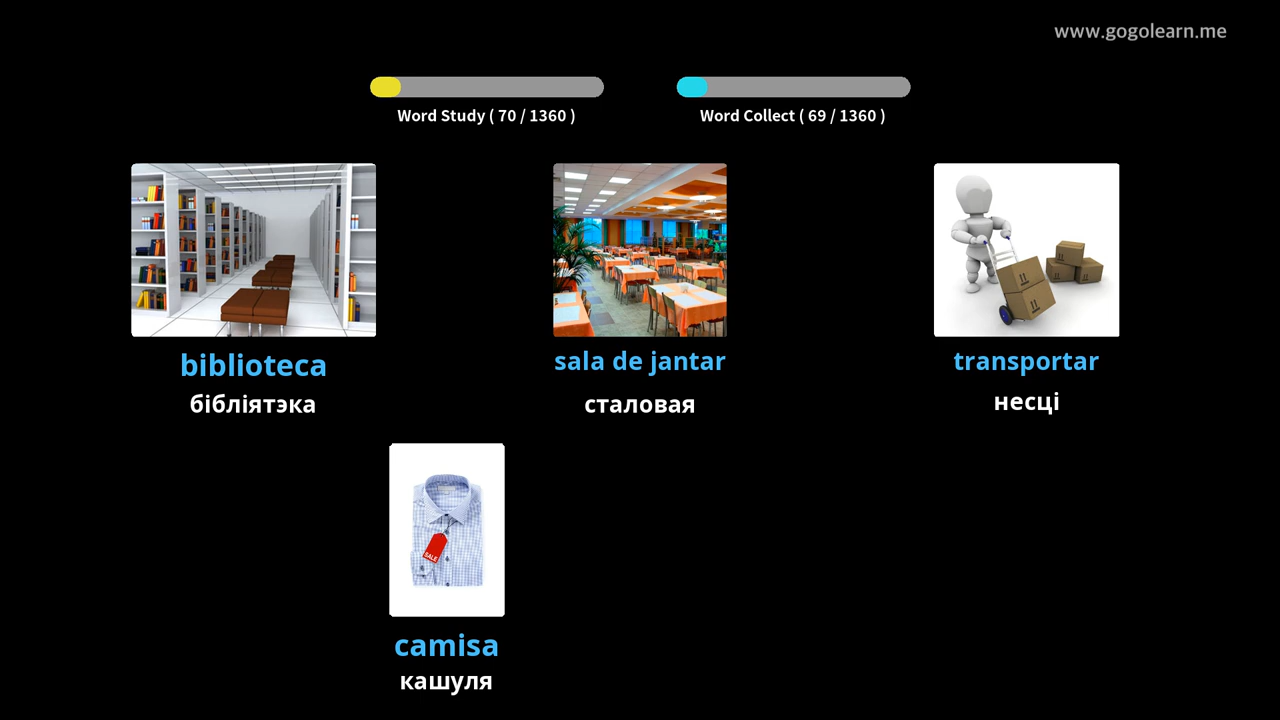 www.gogolearn.me
Word Study ( 70 / 1360 )
Word Collect ( 69 / 1360 )
biblioteca
sala de jantar
transportar
бібліятэка
сталовая
несці
SALE
camisa
кашуля